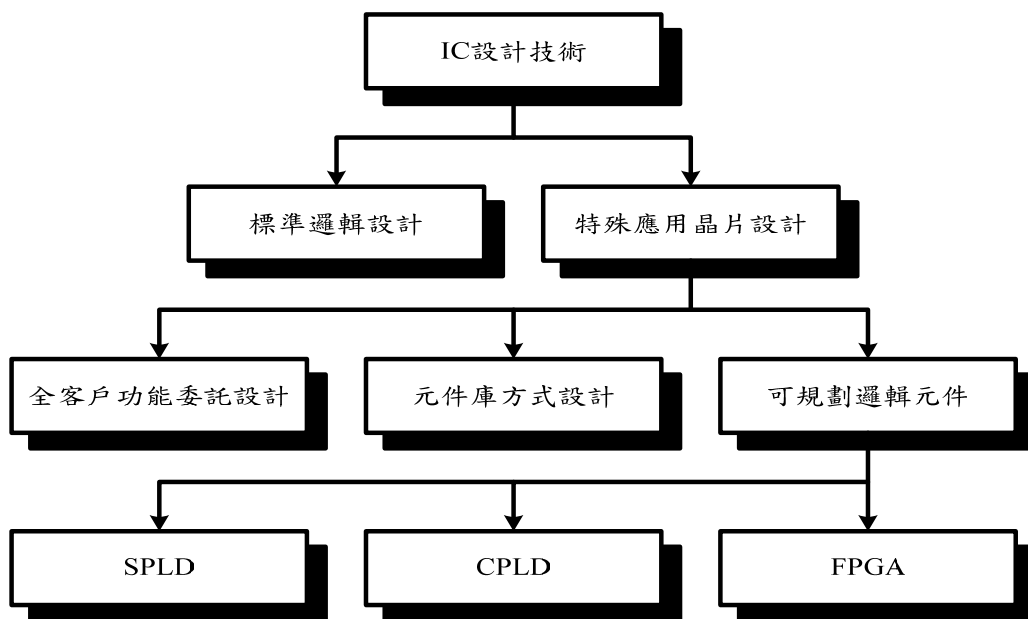 IC設計技術
標準邏輯設計
特殊應用晶片設計
全客戶功能委託設計
元件庫方式設計
可規劃邏輯元件
SPLD
CPLD
FPGA